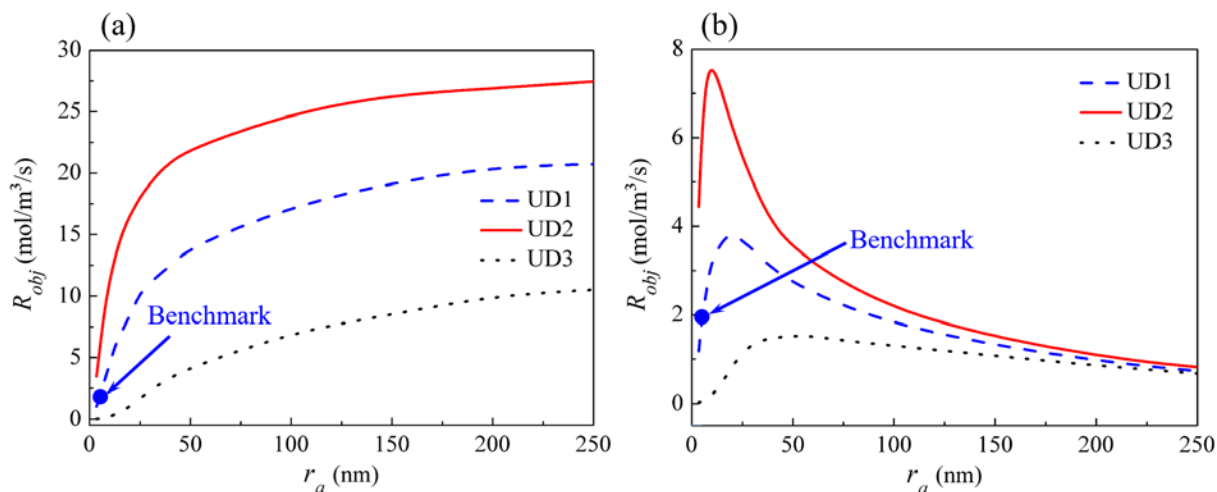 (a)
30
25
20
15
10
5
0
R_obj (mol/m³/s)
UD1
UD2
UD3
Benchmark
0 50 100 150 200 250
r_a (nm)
(b)
8
6
4
2
0
R_obj (mol/m³/s)
UD1
UD2
UD3
Benchmark
0 50 100 150 200 250
r_a (nm)